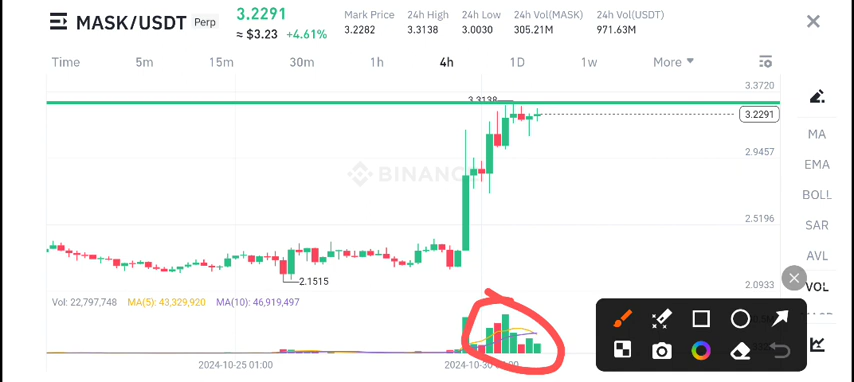 MASK/USDT Perp
3.2291
≈ $3.23 +4.61%
Mark Price
3.2282
24h High
3.3138
24h Low
3.0030
24h Vol(MASK)
305.21M
24h Vol(USDT)
971.63M
Time 5m 15m 30m 1h 4h 1D 1w More
3.3720
3.3138
3.2291
2.9457
BINANC
2.5196
2.1515
2.0933
MA
EMA
BOLL
SAR
AVL
VOL
Vol: 22,797,748 MA(5): 43,329,920 MA(10): 46,919,497
2024-10-25 01:00
2024-10-30